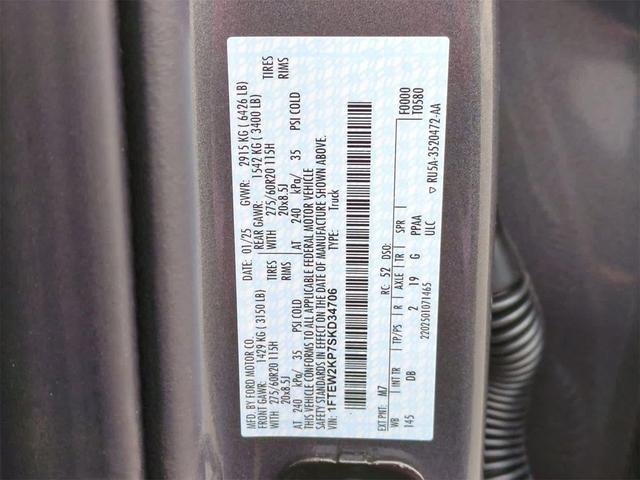 MFD. BY FORD MOTOR CO.
DATE: 01/25 GVWR: 2915 KG ( 6426 LB)
FRONT GAWR: 1429 KG ( 3150 LB) REAR GAWR: 1542 KG ( 3400 LB)
WITH 275/60R20 115H TIRES WITH 275/60R20 115H TIRES
20x8.5J RIMS 20x8.5J RIMS
AT 240 kPa/ 35 PSI COLD AT 240 kPa/ 35 PSI COLD
THIS VEHICLE CONFORMS TO ALL APPLICABLE FEDERAL MOTOR VEHICLE
SAFETY STANDARDS IN EFFECT ON THE DATE OF MANUFACTURE SHOWN ABOVE.
VIN: 1FTEW2KP7SKD34706 Truck
F0000
T0580
EXT PNT: M7 RC: 52 DSO:
WB INT TR TP/PS R AXLE TR SPR
145 DB 2 19 G PPAA
ULC
2202501071465 ▽ RU5A-3520472-AA